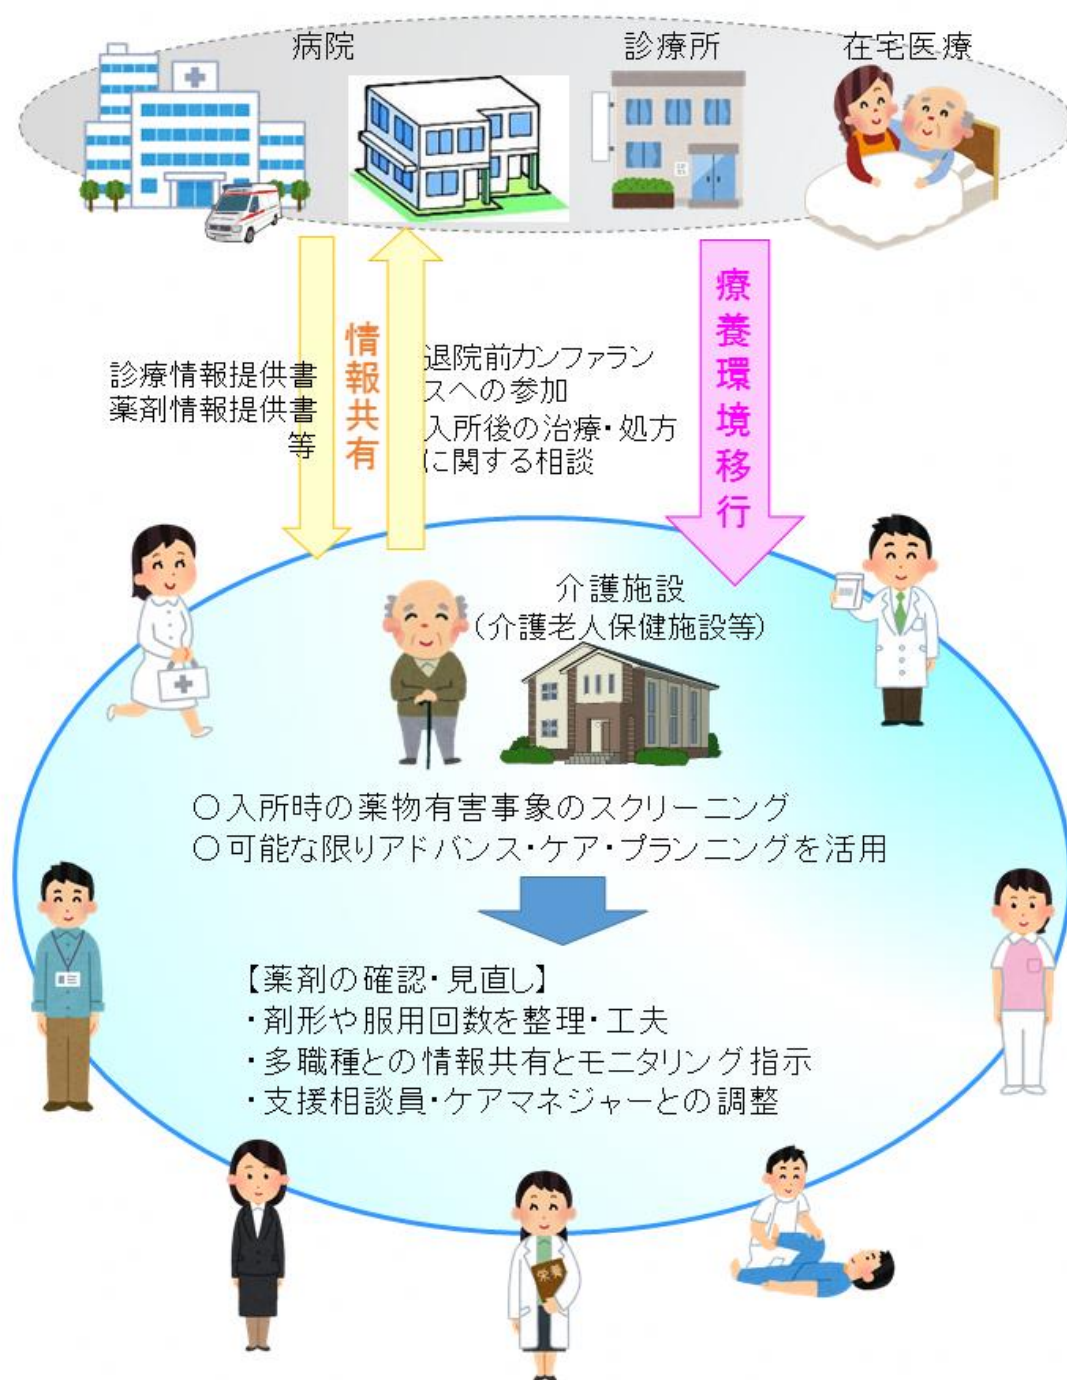 病院
診療所
在宅医療
診療情報提供書
薬剤情報提供書
等
情報共有
退院前カンファラン
スへの参加
入所後の治療・処方
に関する相談
療養環境移行
介護施設
(介護老人保健施設等)
○入所時の薬物有害事象のスクリーニング
○可能な限りアドバンス・ケア・プランニングを活用
【薬剤の確認・見直し】
・剤形や服用回数を整理・工夫
・多職種との情報共有とモニタリング指示
・支援相談員・ケアマネジャーとの調整
栄養